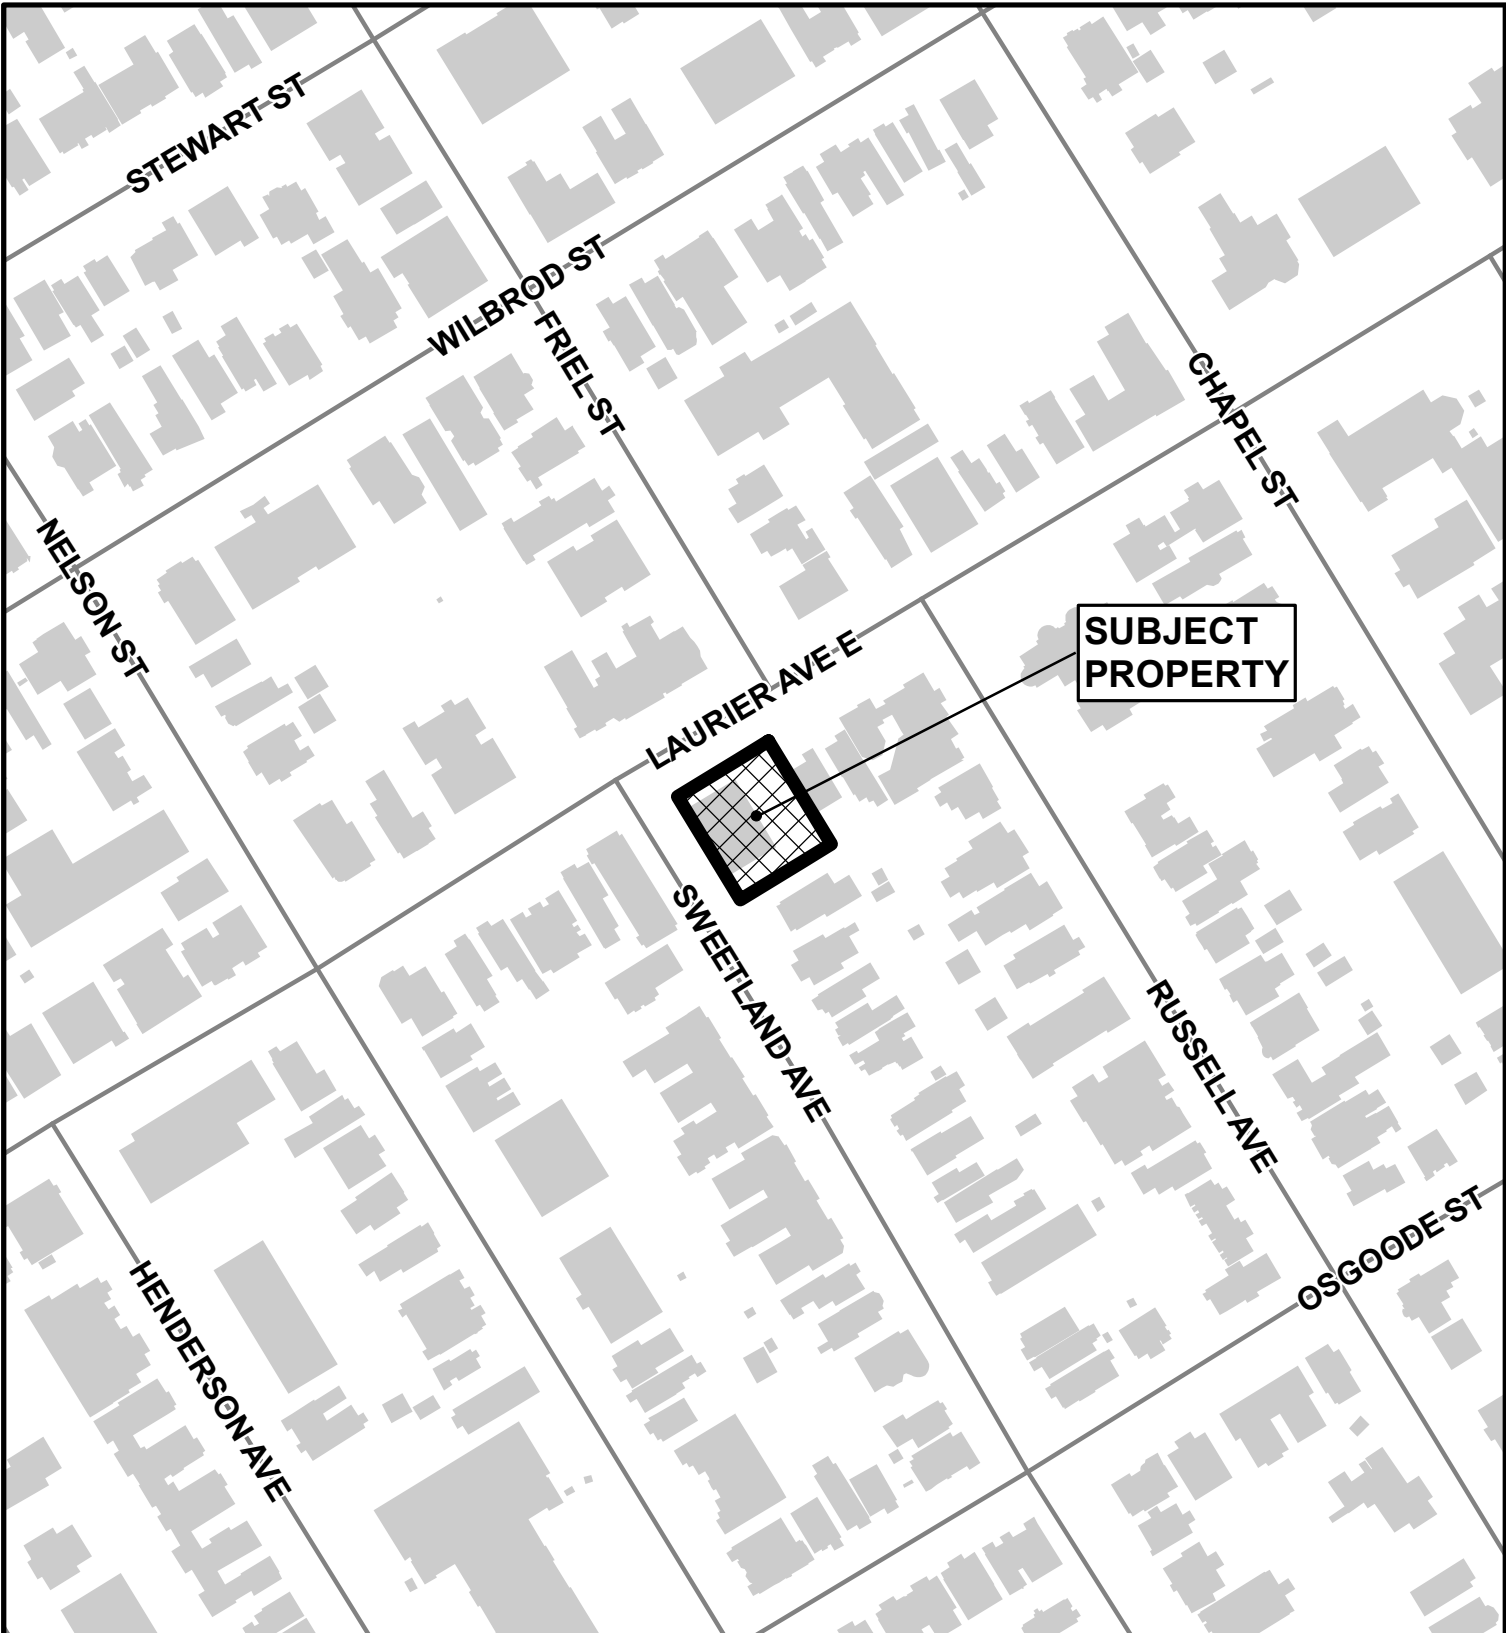 STEWART ST
WILBROD ST
FRIEL ST
CHAPEL ST
NELSON ST
SUBJECT
PROPERTY
LAURIER AVE E
SWEETLAND AVE
RUSSELL AVE
OSGOODE ST
HENDERSON AVE